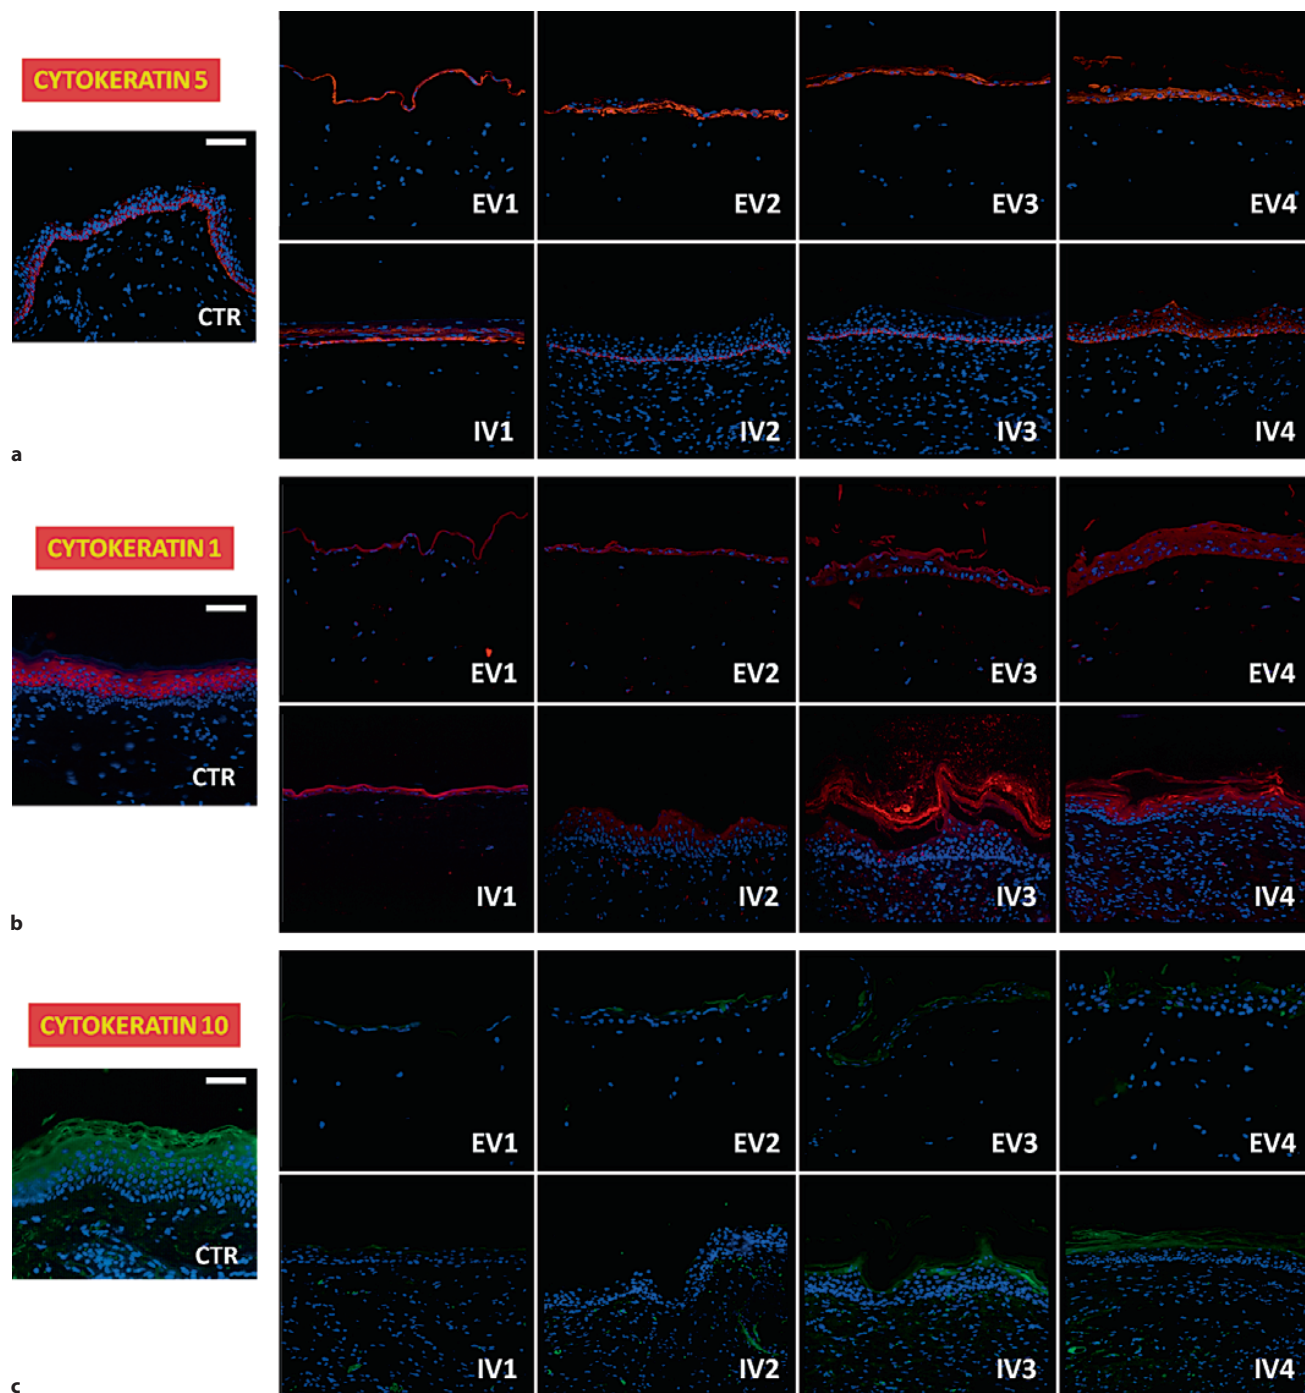 CYTOKERATIN 5
CTR
EV1
EV2
EV3
EV4
IV1
IV2
IV3
IV4
a
CYTOKERATIN 1
CTR
EV1
EV2
EV3
EV4
IV1
IV2
IV3
IV4
b
CYTOKERATIN 10
CTR
EV1
EV2
EV3
EV4
IV1
IV2
IV3
IV4
c